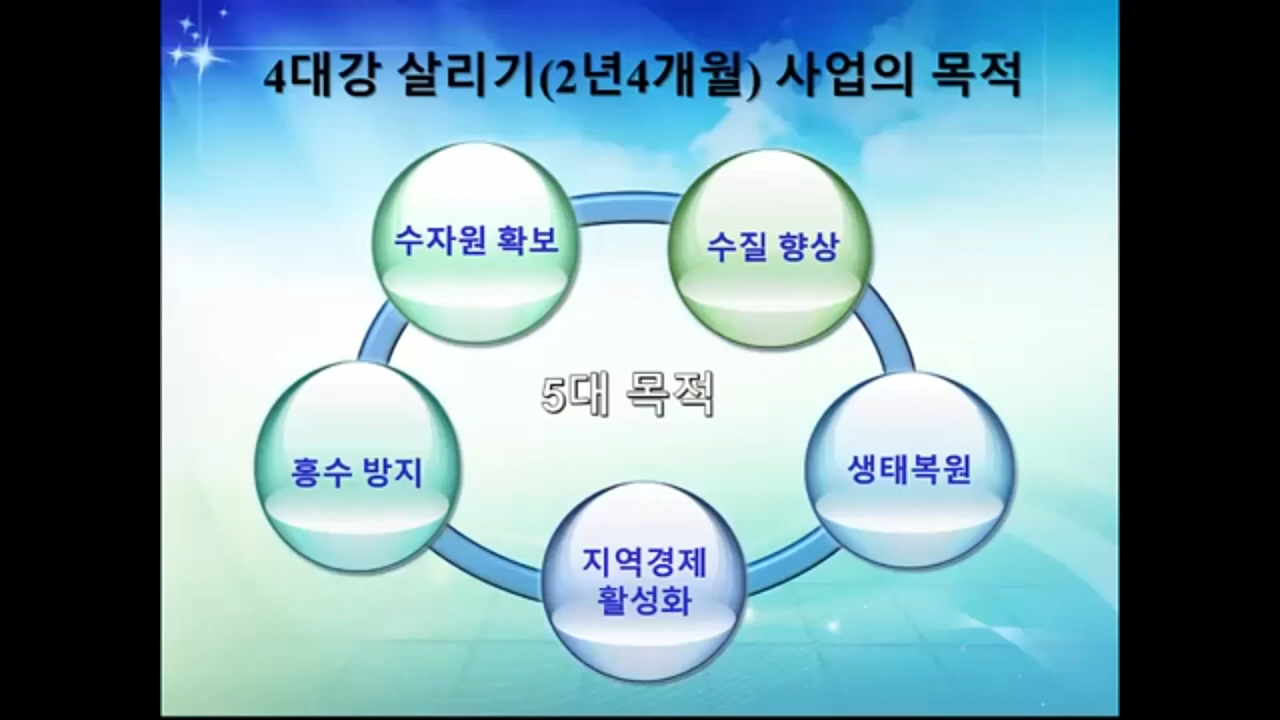 4대강 살리기(2년4개월) 사업의 목적
수자원 확보
수질 향상
5대 목적
홍수 방지
생태복원
지역경제
활성화